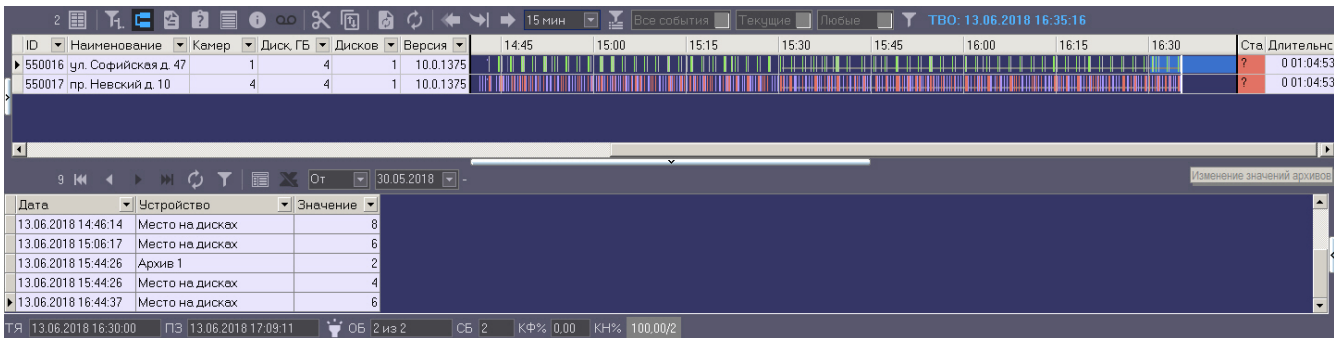 2 15 мин Все события Текущие Любые ТВО: 13.06.2018 16:35:16
ID Наименование Камер Диск, ГБ Дисков Версия 14:45 15:00 15:15 15:30 15:45 16:00 16:15 16:30 Ста Длительнс
550016 ул. Софийская д. 47 1 4 1 10.0.1375 ? 0 01:04:53
550017 пр. Невский д. 10 4 4 1 10.0.1375 ? 0 01:04:53
9 От 30.05.2018 - Изменение значений архивов
Дата Устройство Значение
13.06.2018 14:46:14 Место на дисках 8
13.06.2018 15:06:17 Место на дисках 6
13.06.2018 15:44:26 Архив 1 2
13.06.2018 15:44:26 Место на дисках 4
13.06.2018 16:44:37 Место на дисках 6
ТЯ 13.06.2018 16:30:00 ПЗ 13.06.2018 17:09:11 ОБ 2 из 2 СБ 2 КФ% 0,00 КН% 100,00/2